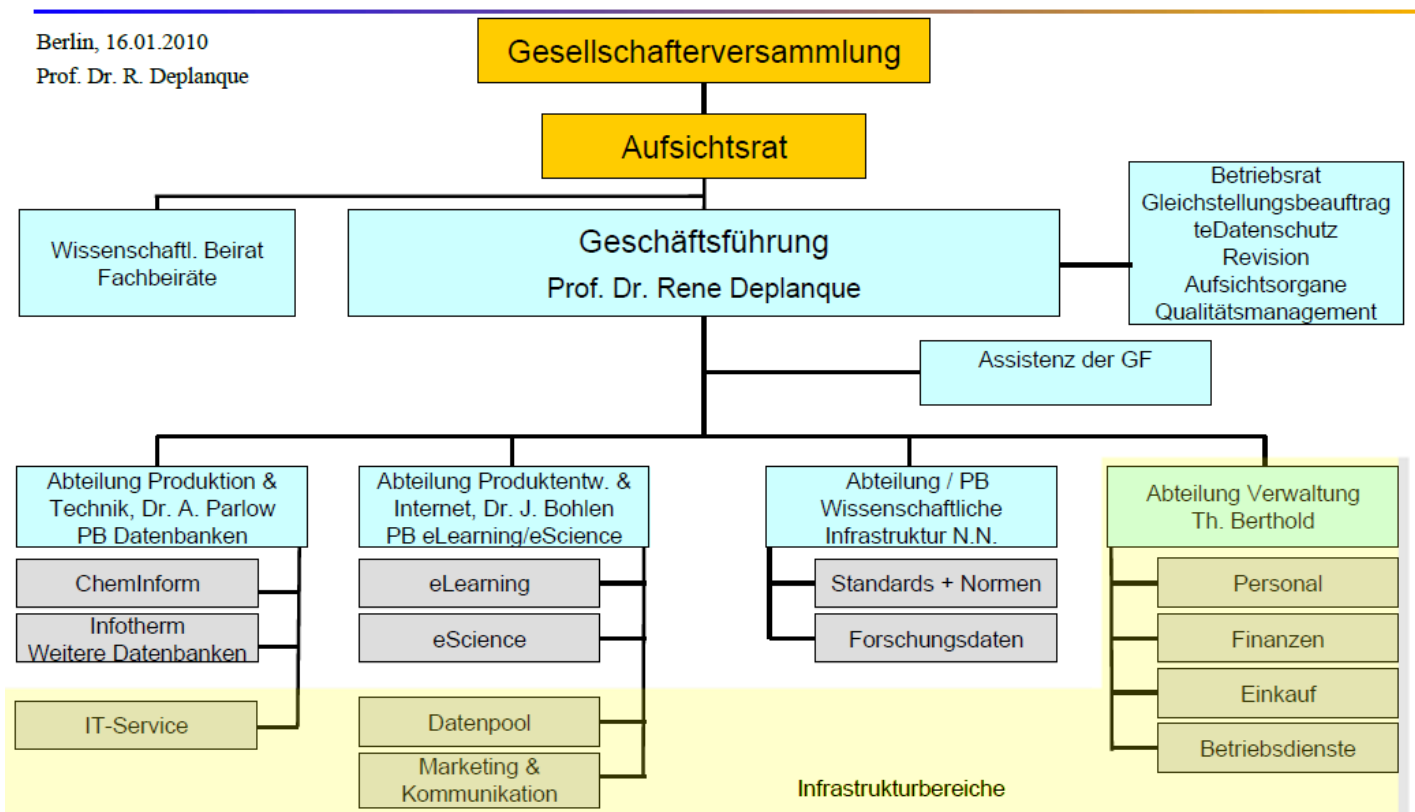 Berlin, 16.01.2010
Prof. Dr. R. Deplanque
Gesellschafterversammlung
Aufsichtsrat
Wissenschaftl. Beirat
Fachbeiräte
Geschäftsführung
Prof. Dr. Rene Deplanque
Betriebsrat
Gleichstellungsbeauftrag
teDatenschutz
Revision
Aufsichtsorgane
Qualitätsmanagement
Assistenz der GF
Abteilung Produktion &
Technik, Dr. A. Parlow
PB Datenbanken
ChemInform
Infotherm
Weitere Datenbanken
IT-Service
Abteilung Produktentw. &
Internet, Dr. J. Bohlen
PB eLearning/eScience
eLearning
eScience
Datenpool
Marketing &
Kommunikation
Abteilung / PB
Wissenschaftliche
Infrastruktur N.N.
Standards + Normen
Forschungsdaten
Abteilung Verwaltung
Th. Berthold
Personal
Finanzen
Einkauf
Betriebsdienste
Infrastrukturbereiche